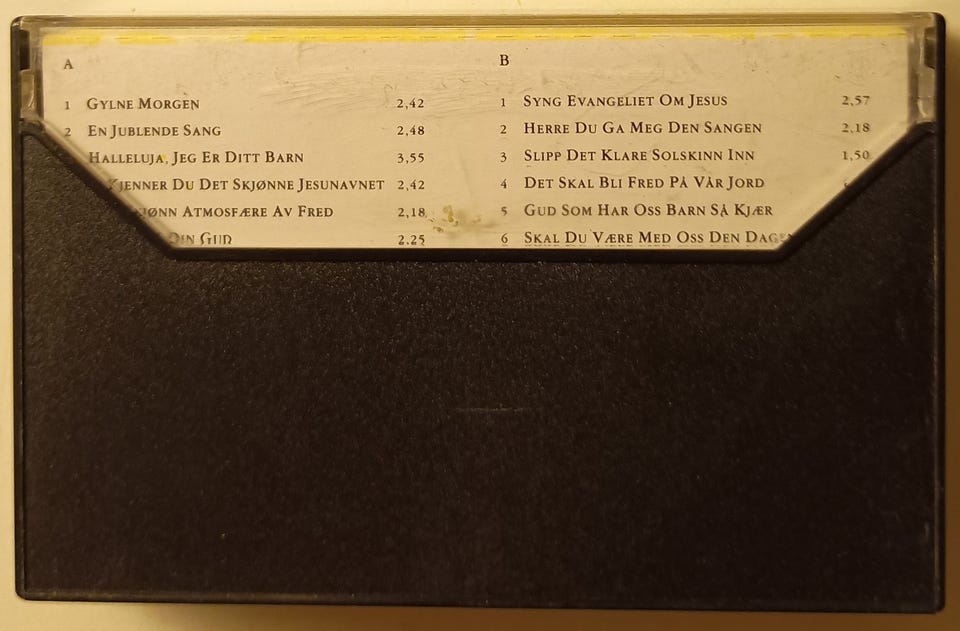 A
1 GYLNE MORGEN 2,42
2 EN JUBLENDE SANG 2,48
HALLELUJA, JEG ER DITT BARN 3,55
KJENNER DU DET SKJØNNE JESUNAVNET 2,42
ATMOSFÆRE AV FRED 2,18
DIN GUD 2,25
B
1 SYNG EVANGELIET OM JESUS 2,57
2 HERRE DU GA MEG DEN SANGEN 2,18
3 SLIPP DET KLARE SOLSKINN INN 1,50
4 DET SKAL BLI FRED PÅ VÅR JORD
5 GUD SOM HAR OSS BARN SÅ KJÆR
6 SKAL DU VÆRE MED OSS DEN DAGEN